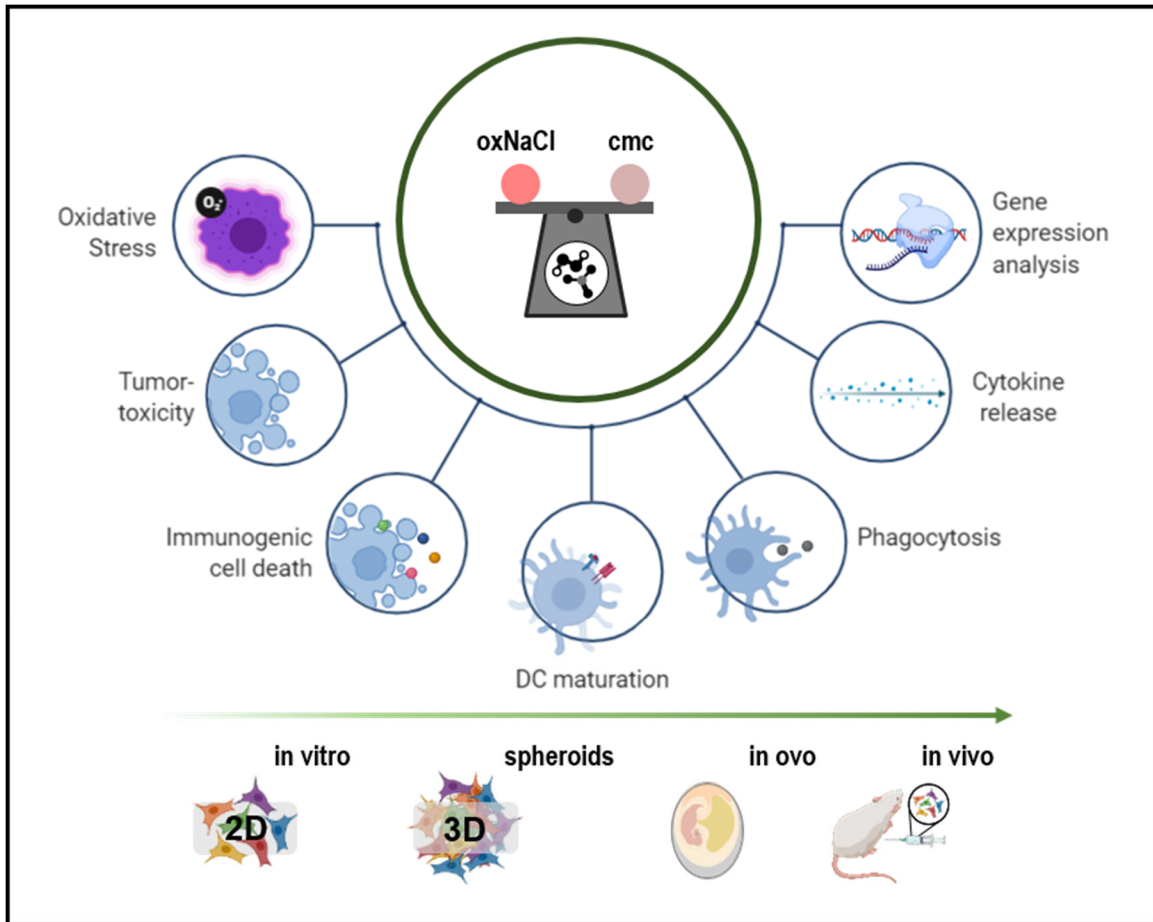 oxNaCl
cmc
O₂⁻
Oxidative
Stress
Gene
expression
analysis
Tumor-
toxicity
Cytokine
release
Immunogenic
cell death
Phagocytosis
DC maturation
in vitro
spheroids
in ovo
in vivo
2D
3D